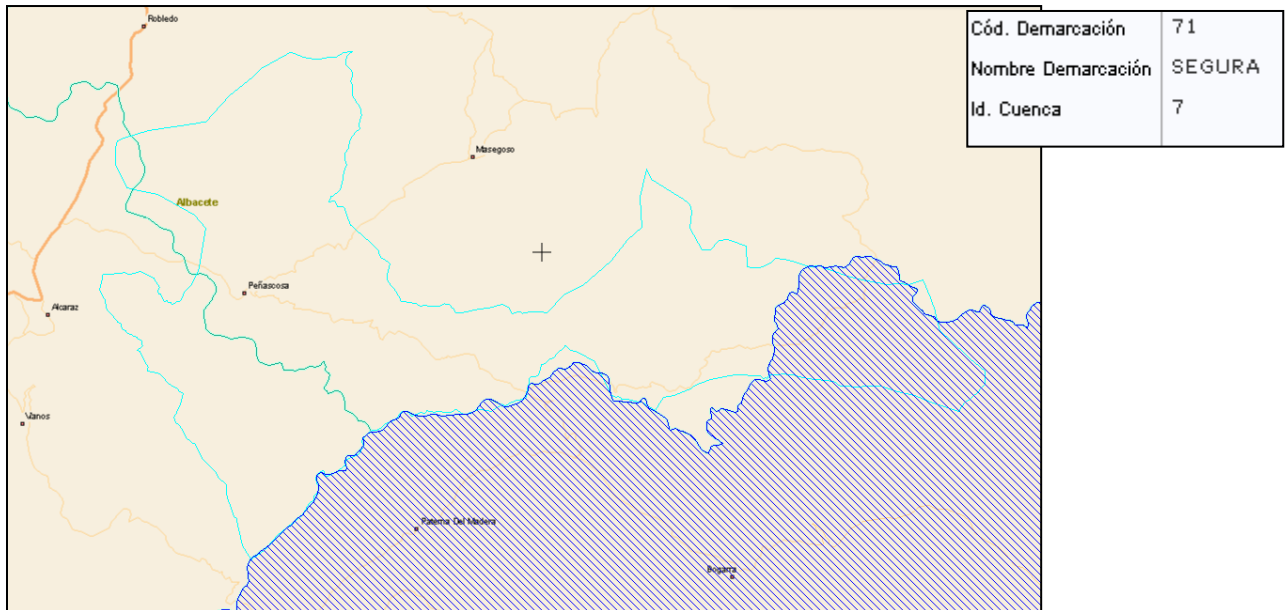 Robledo
Cód. Demarcación 71
Nombre Demarcación SEGURA
Id. Cuenca 7
Masegoso
Albacete
Peñascosa
Alcaraz
Vianos
Paterna Del Madera
Bogarra